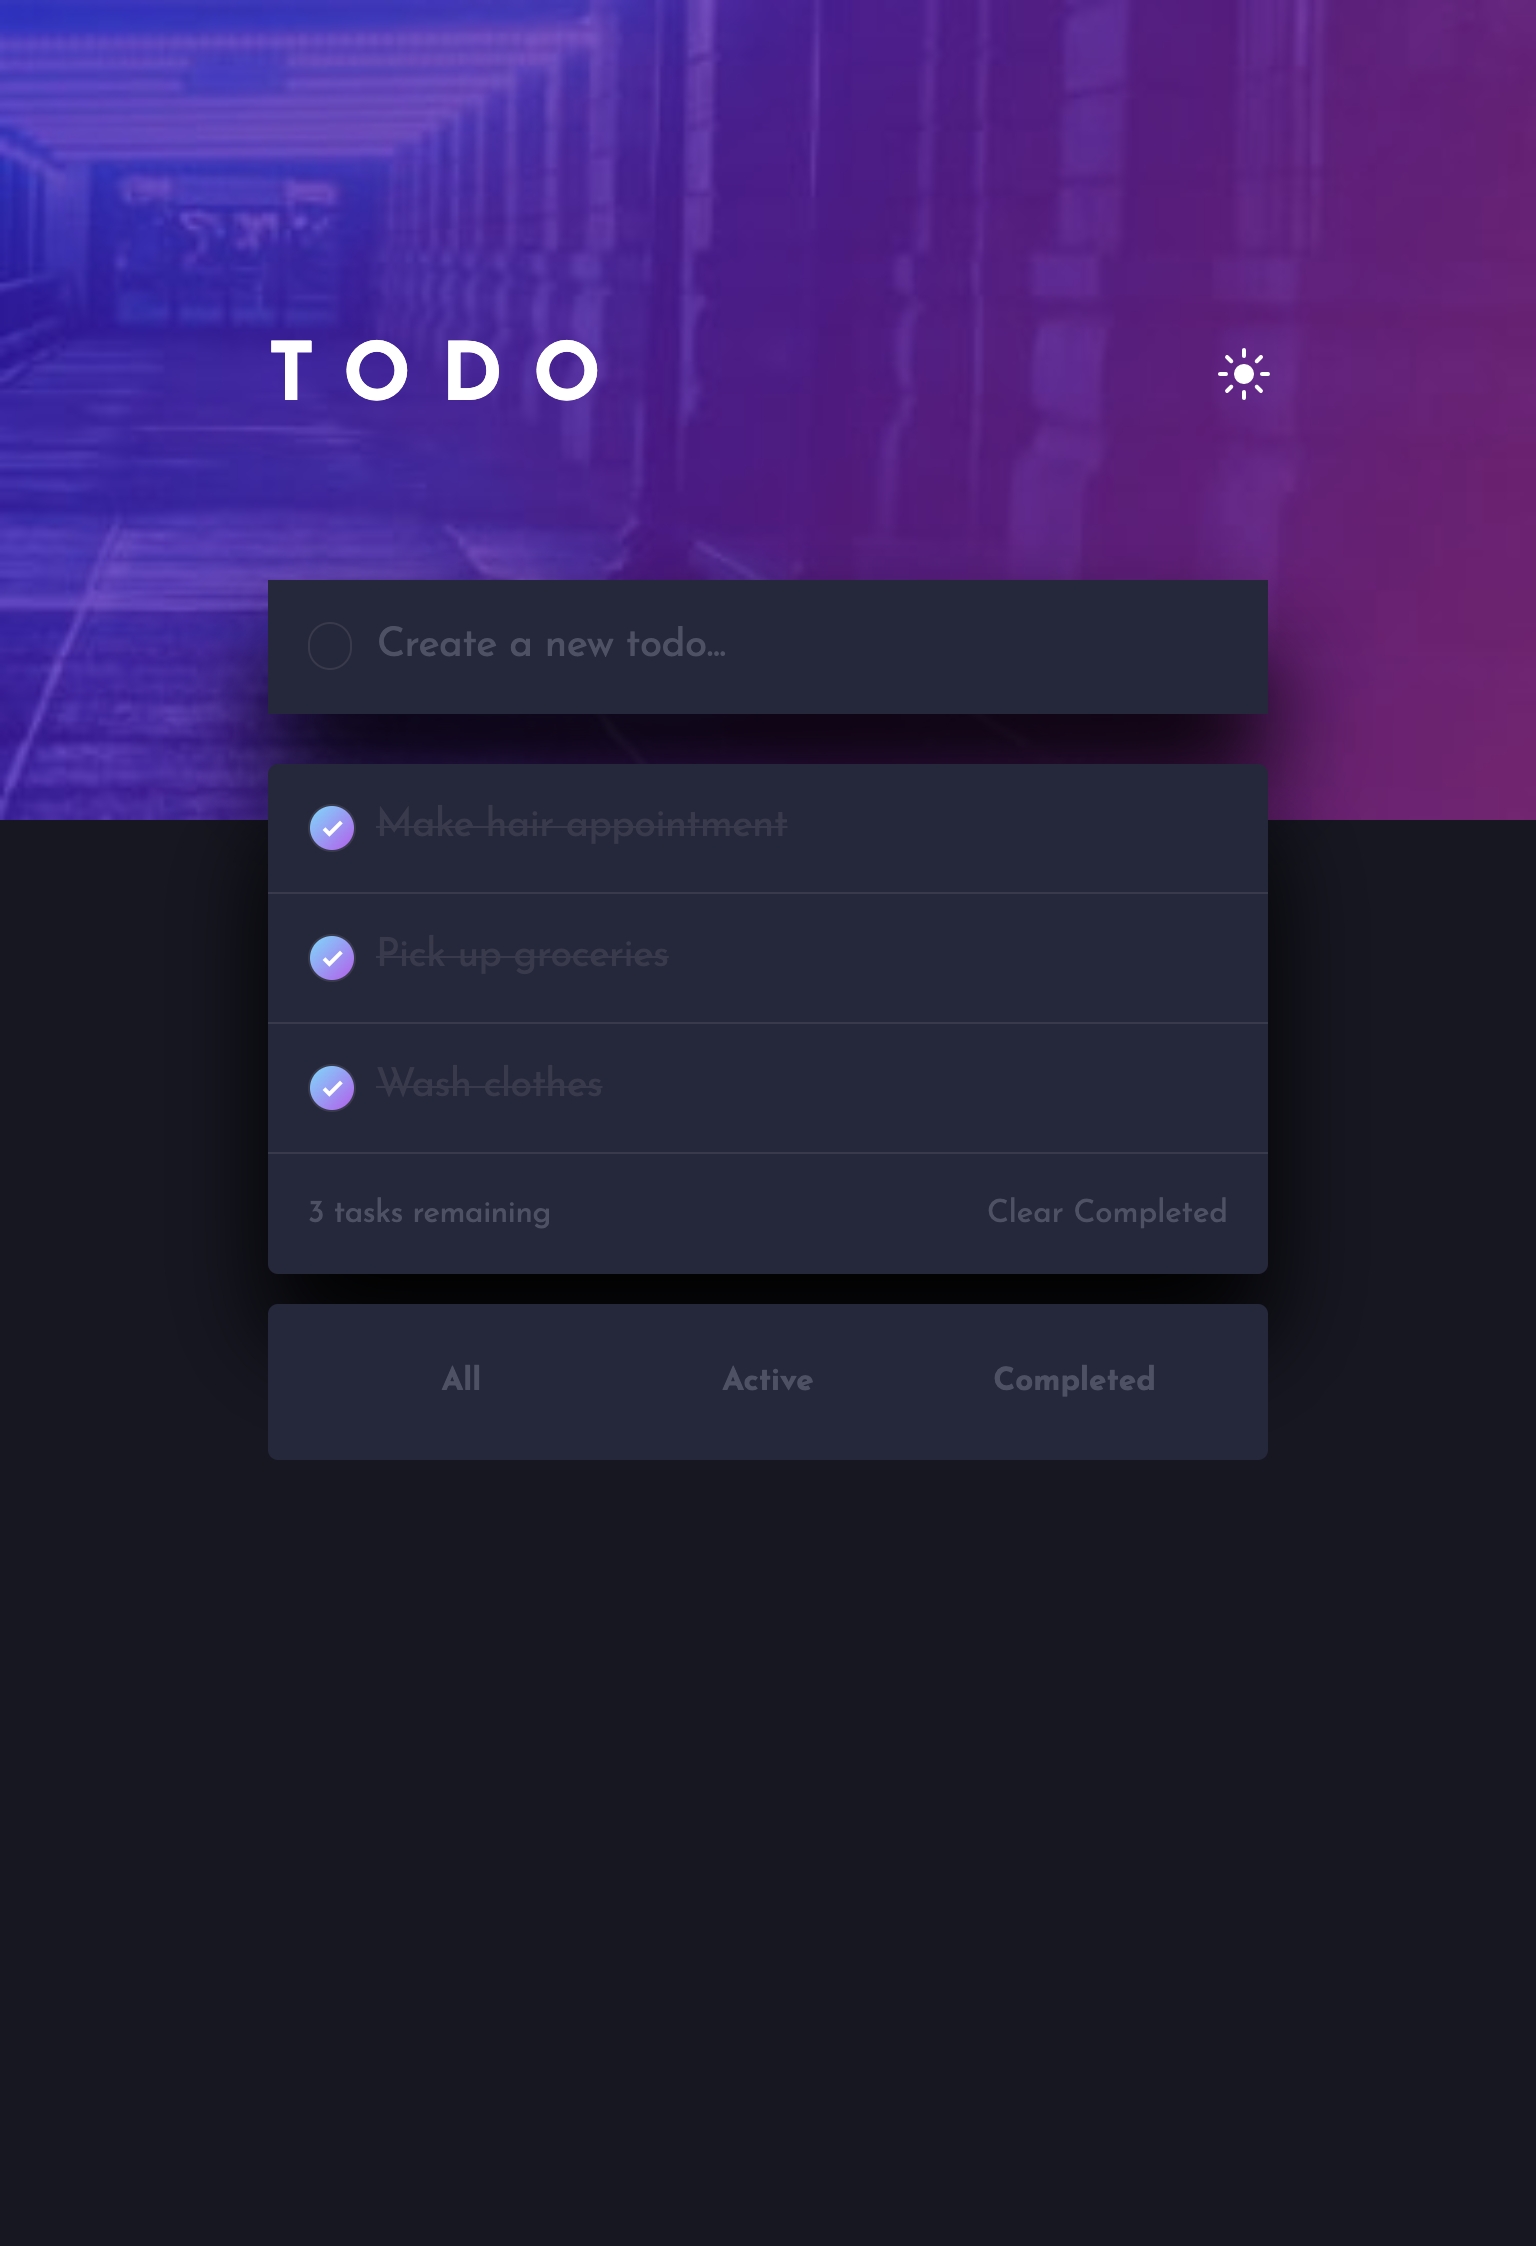 TODO
Create a new todo...
Make hair appointment
Pick up groceries
Wash clothes
3 tasks remaining
Clear Completed
All
Active
Completed